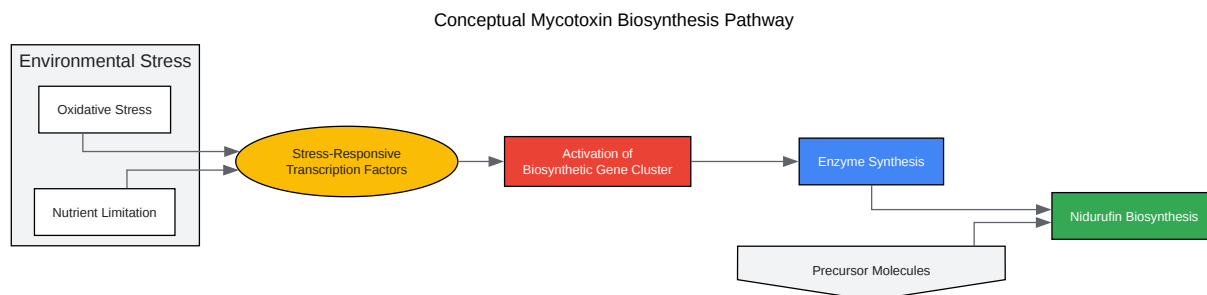 Conceptual Mycotoxin Biosynthesis Pathway
Environmental Stress
Oxidative Stress
Nutrient Limitation
Stress-Responsive
Transcription Factors
Activation of
Biosynthetic Gene Cluster
Enzyme Synthesis
Precursor Molecules
Nidurufin Biosynthesis